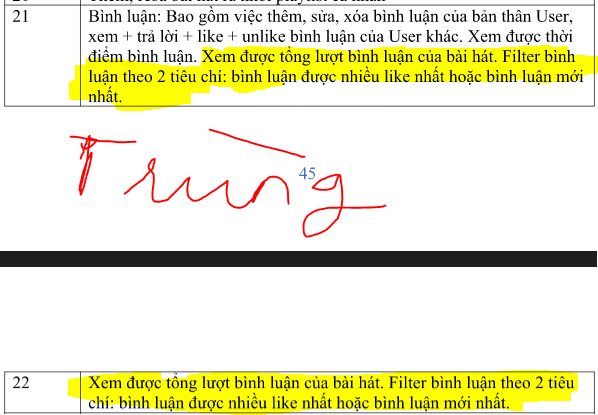 21 Bình luận: Bao gồm việc thêm, sửa, xóa bình luận của bản thân User,
xem + trả lời + like + unlike bình luận của User khác. Xem được thời
điểm bình luận. Xem được tổng lượt bình luận của bài hát. Filter bình
luận theo 2 tiêu chí: bình luận được nhiều like nhất hoặc bình luận mới
nhất.
Trùng
45
22 Xem được tổng lượt bình luận của bài hát. Filter bình luận theo 2 tiêu
chí: bình luận được nhiều like nhất hoặc bình luận mới nhất.